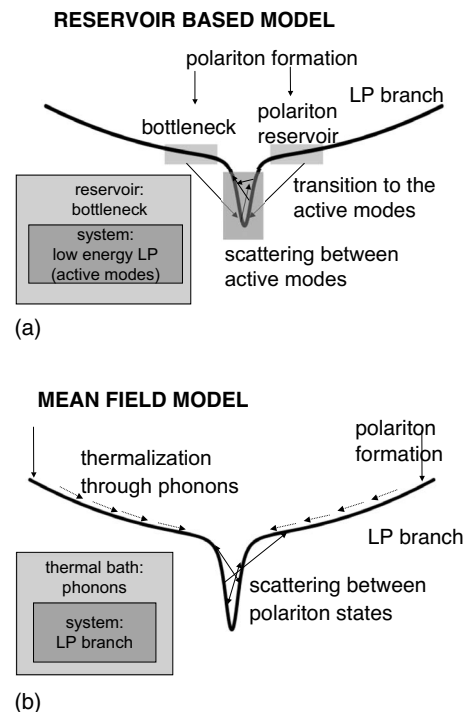 RESERVOIR BASED MODEL
polariton formation
LP branch
bottleneck
polariton
reservoir
transition to the
active modes
reservoir:
bottleneck
system:
low energy LP
(active modes)
scattering between
active modes
(a)
MEAN FIELD MODEL
polariton
formation
thermalization
through phonons
LP branch
thermal bath:
phonons
system:
LP branch
scattering between
polariton states
(b)